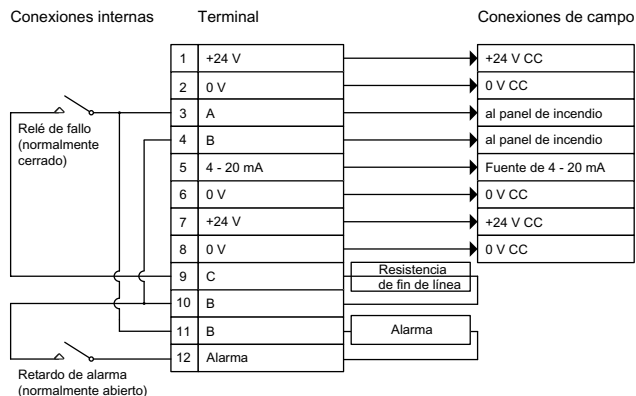 Conexiones internas Terminal Conexiones de campo
1 +24 V +24 V CC
2 0 V 0 V CC
3 A al panel de incendio
4 B al panel de incendio
5 4 - 20 mA Fuente de 4 - 20 mA
6 0 V 0 V CC
7 +24 V +24 V CC
8 0 V 0 V CC
9 C
10 B
11 B
12 Alarma
Relé de fallo
(normalmente
cerrado)
Resistencia
de fin de línea
Alarma
Retardo de alarma
(normalmente abierto)